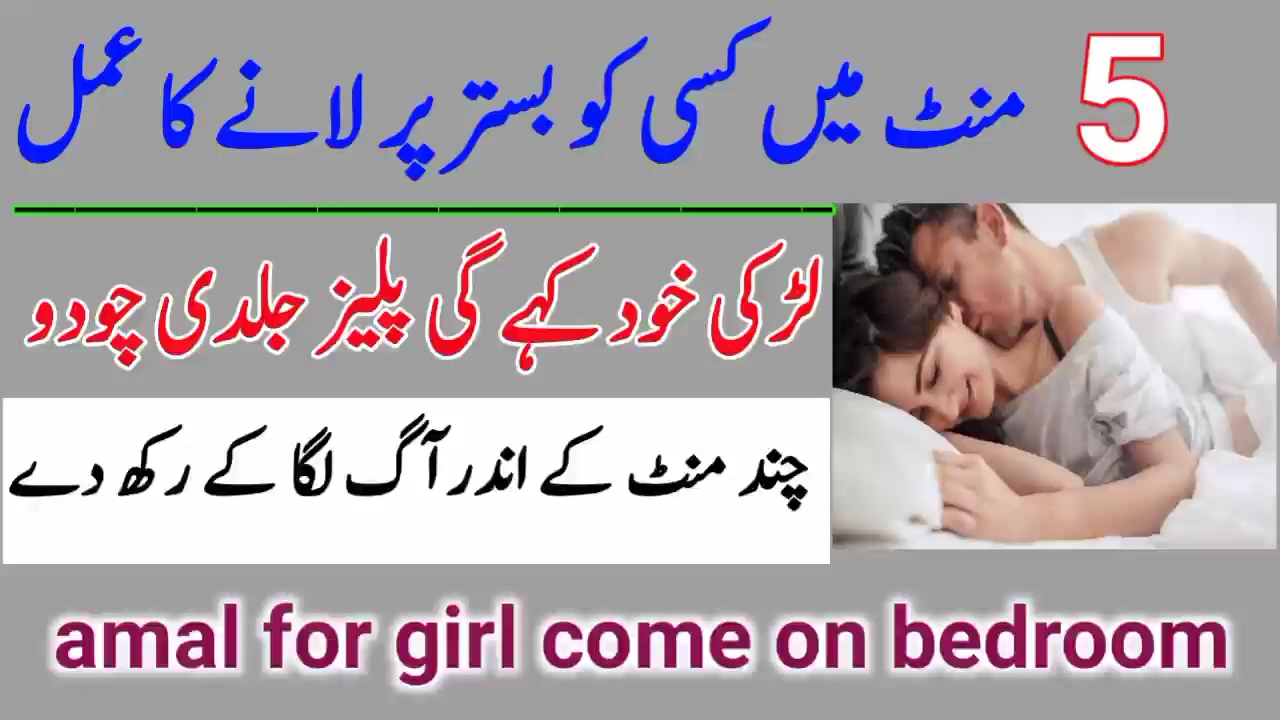 5 منٹ میں کسی کو بستر پر لانے کا عمل
لڑکی خود کہے گی پلیز جلدی چودو
چند منٹ کے اندر آگ لگا کے رکھ دے
amal for girl come on bedroom